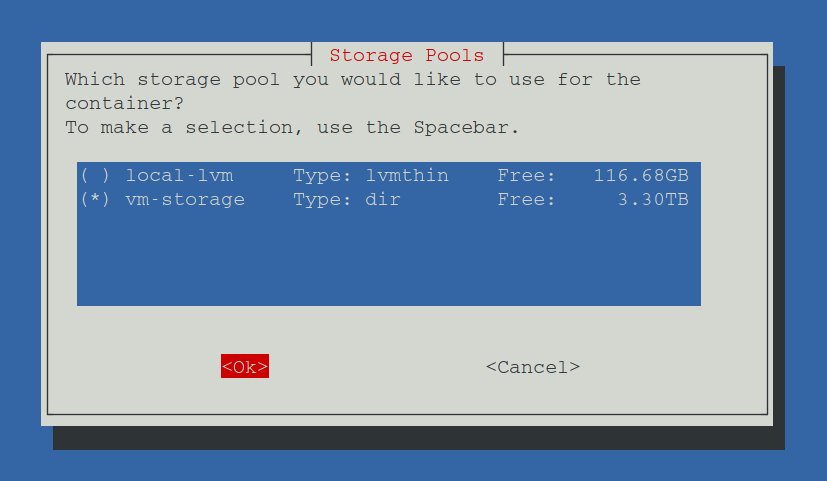 Storage Pools
Which storage pool you would like to use for the
container?
To make a selection, use the Spacebar.
( ) local-lvm     Type: lvmthin    Free:   116.68GB
(*) vm-storage    Type: dir        Free:     3.30TB
<Ok>                  <Cancel>